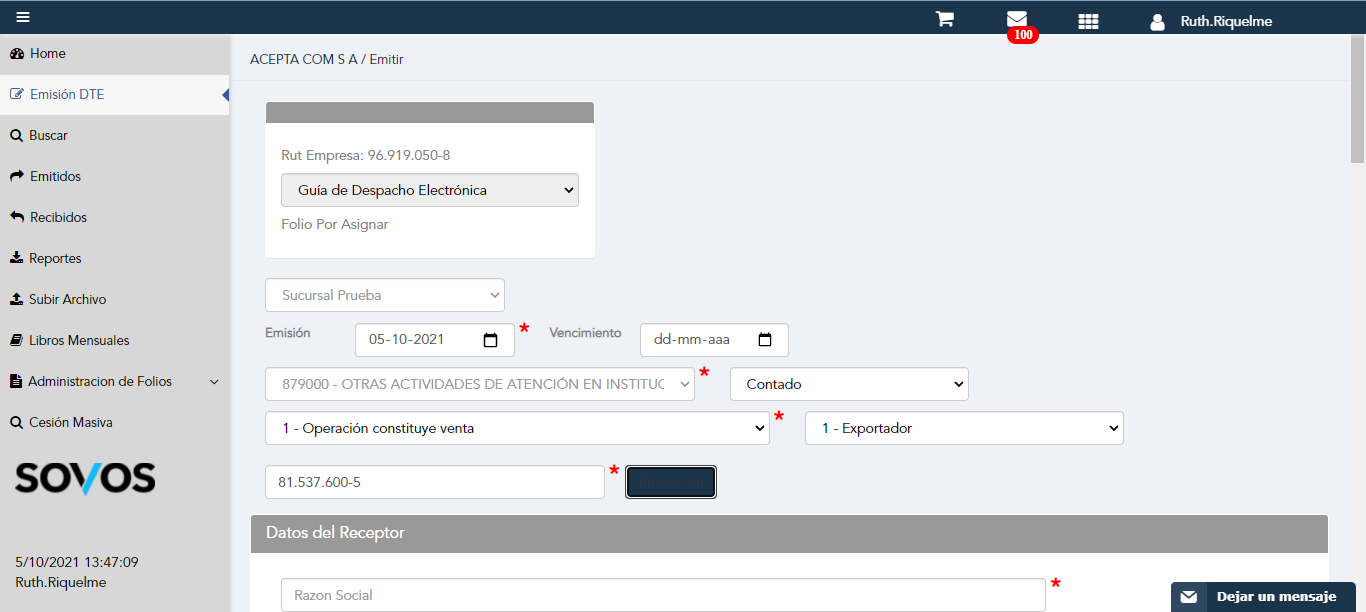 Ruth.Riquelme
100
Home
Emisión DTE
Buscar
Emitidos
Recibidos
Reportes
Subir Archivo
Libros Mensuales
Administracion de Folios
Cesión Masiva
SOVOS
5/10/2021 13:47:09
Ruth.Riquelme
ACEPTA COM S A / Emitir
Rut Empresa: 96.919.050-8
Guía de Despacho Electrónica
Folio Por Asignar
Sucursal Prueba
Emisión 05-10-2021 * Vencimiento dd-mm-aaa
879000 - OTRAS ACTIVIDADES DE ATENCIÓN EN INSTITUC * Contado
1 - Operación constituye venta * 1 - Exportador
81.537.600-5 *
Datos del Receptor
Razon Social *
Dejar un mensaje